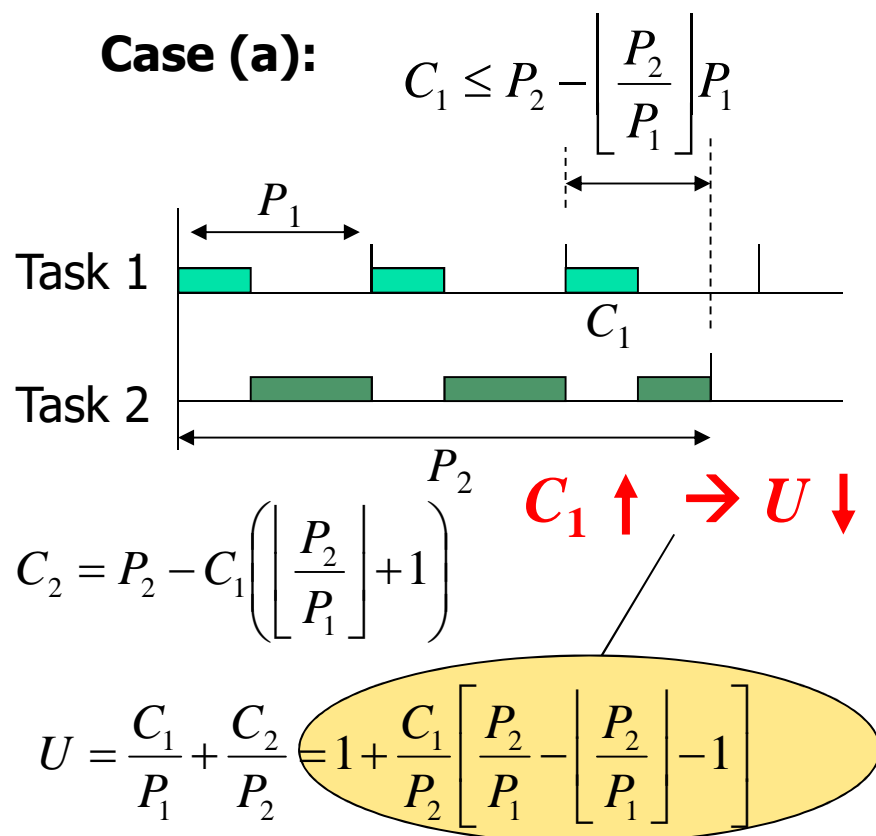 Case (a):
C₁ ≤ P₂ − ⌊P₂/P₁⌋P₁
P₁
Task 1
C₁
Task 2
P₂
C₁ ↑ → U ↓
C₂ = P₂ − C₁(⌊P₂/P₁⌋ + 1)
U = C₁/P₁ + C₂/P₂ = 1 + C₁/P₂[P₂/P₁ − ⌊P₂/P₁⌋ − 1]